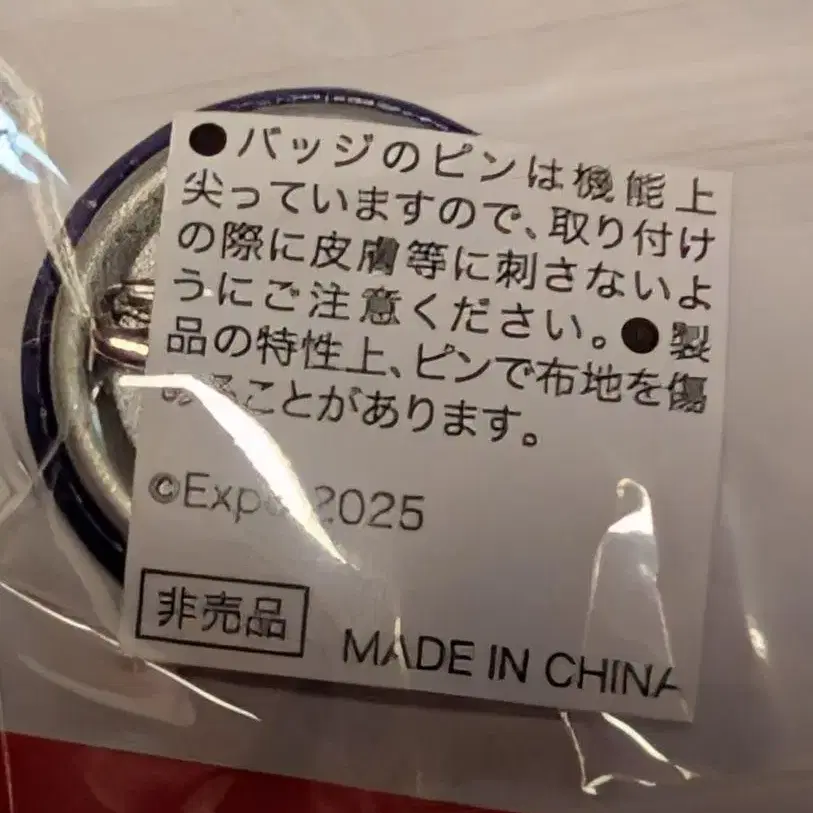 ●バッジのピンは機能上
尖っていますので、取り付け
の際に皮膚等に刺さないよ
うにご注意ください。●製
品の特性上、ピンで布地を傷
めることがあります。
©Expo 2025
非売品
MADE IN CHINA